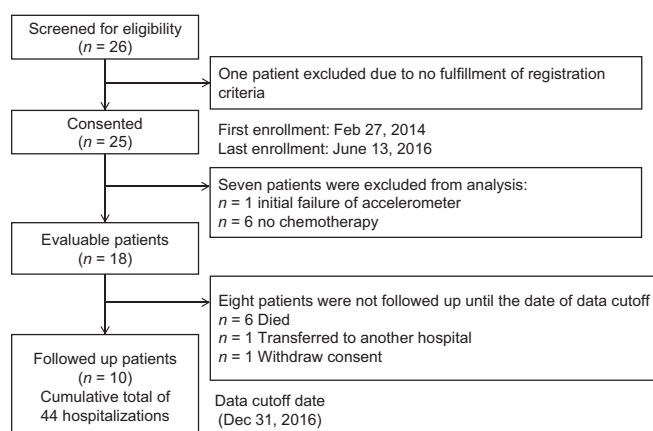 Screened for eligibility
(n = 26)
One patient excluded due to no fulfillment of registration
criteria
Consented
(n = 25)
First enrollment: Feb 27, 2014
Last enrollment: June 13, 2016
Seven patients were excluded from analysis:
n = 1 initial failure of accelerometer
n = 6 no chemotherapy
Evaluable patients
(n = 18)
Eight patients were not followed up until the date of data cutoff
n = 6 Died
n = 1 Transferred to another hospital
n = 1 Withdraw consent
Followed up patients
(n = 10)
Cumulative total of
44 hospitalizations
Data cutoff date
(Dec 31, 2016)